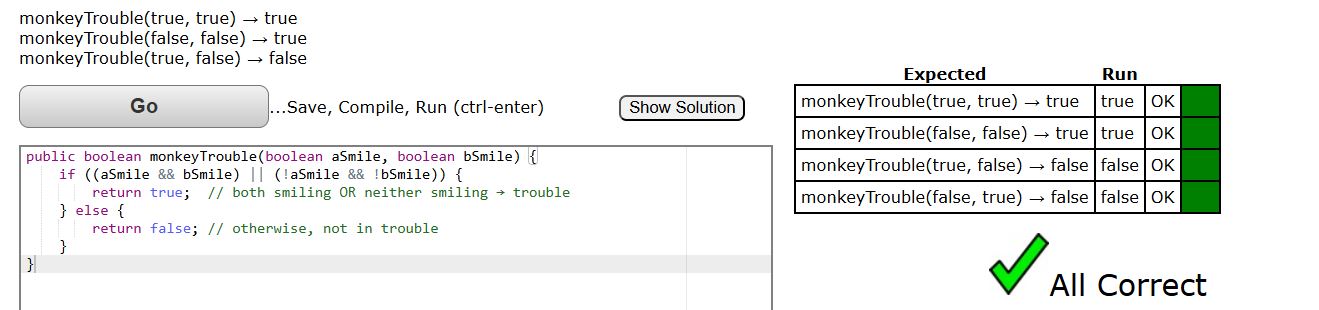 monkeyTrouble(true, true) → true
monkeyTrouble(false, false) → true
monkeyTrouble(true, false) → false
Go
...Save, Compile, Run (ctrl-enter)
Show Solution
public boolean monkeyTrouble(boolean aSmile, boolean bSmile) {
    if ((aSmile && bSmile) || (!aSmile && !bSmile)) {
        return true;  // both smiling OR neither smiling → trouble
    } else {
        return false; // otherwise, not in trouble
    }
}
Expected Run
monkeyTrouble(true, true) → true true OK
monkeyTrouble(false, false) → true true OK
monkeyTrouble(true, false) → false false OK
monkeyTrouble(false, true) → false false OK
All Correct